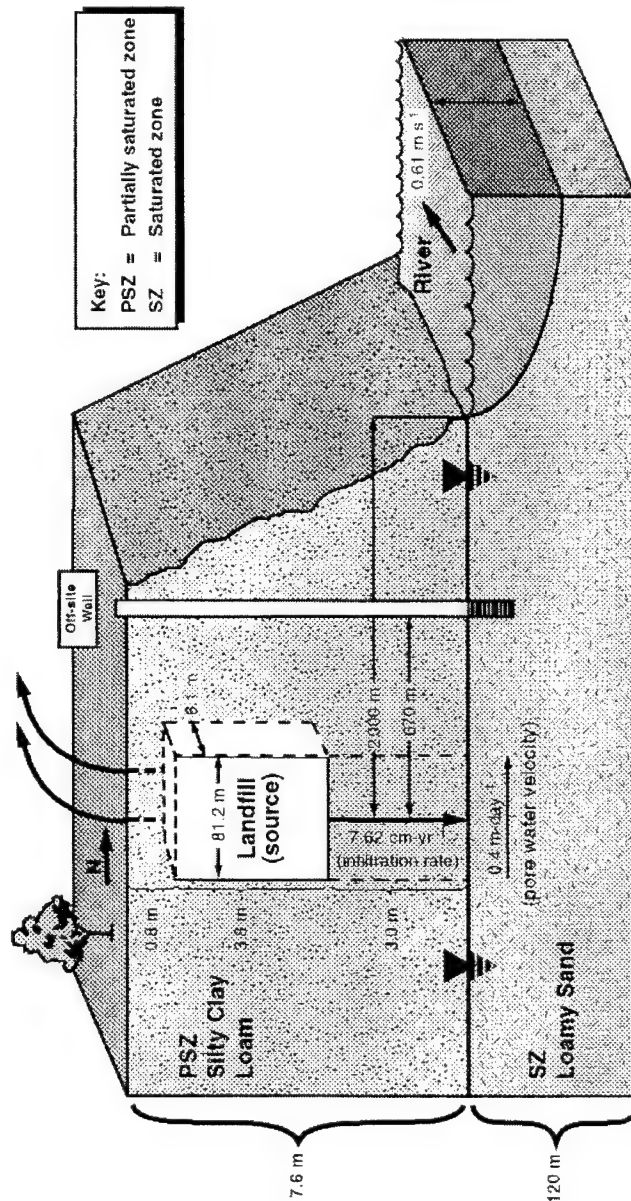 Key:
PSZ = Partially saturated zone
SZ = Saturated zone
Off-site
Well
N
6.1 m
81.2 m
Landfill
(source)
0.8 m
3.8 m
3.0 m
PSZ
Silty Clay
Loam
7.62 cm-yr⁻¹
(infiltration rate)
2,000 m
670 m
River
0.61 m s⁻¹
0.4 m-day⁻¹
(pore water velocity)
SZ
Loamy Sand
7.6 m
120 m